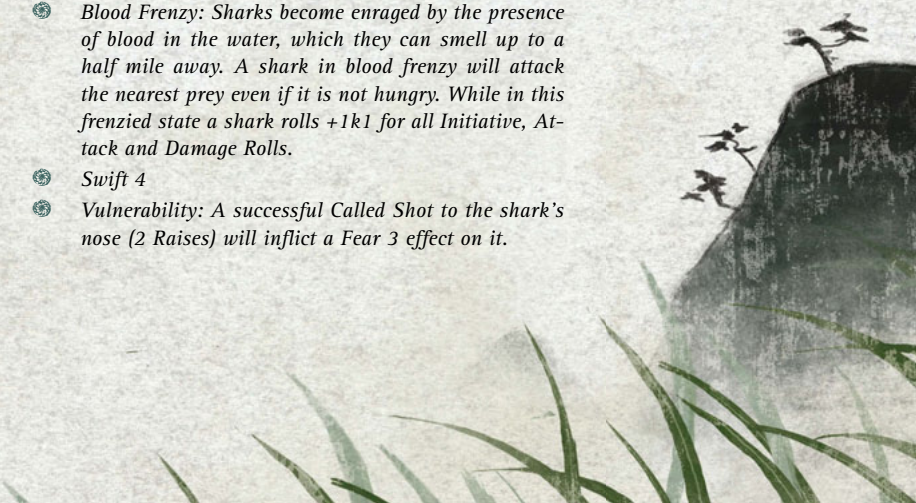 Blood Frenzy: Sharks become enraged by the presence
of blood in the water, which they can smell up to a
half mile away. A shark in blood frenzy will attack
the nearest prey even if it is not hungry. While in this
frenzied state a shark rolls +1k1 for all Initiative, At-
tack and Damage Rolls.
Swift 4
Vulnerability: A successful Called Shot to the shark's
nose (2 Raises) will inflict a Fear 3 effect on it.